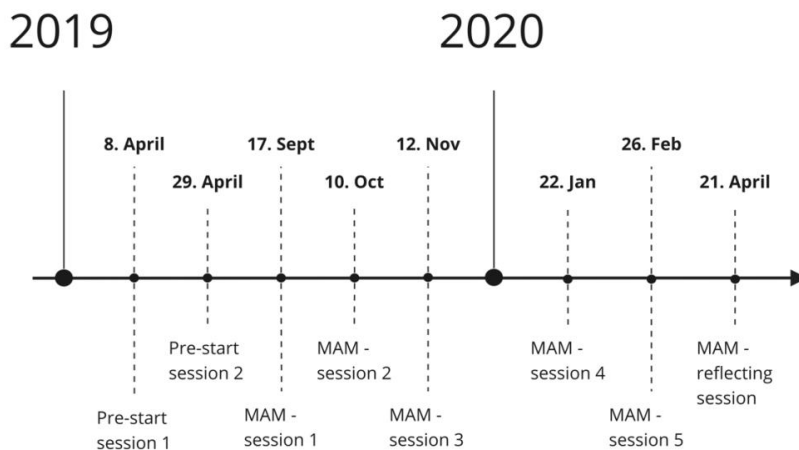 2019
2020
8. April
17. Sept
12. Nov
26. Feb
29. April
10. Oct
22. Jan
21. April
Pre-start
session 2
MAM -
session 2
MAM -
session 4
MAM -
reflecting
session
Pre-start
session 1
MAM -
session 1
MAM -
session 3
MAM -
session 5